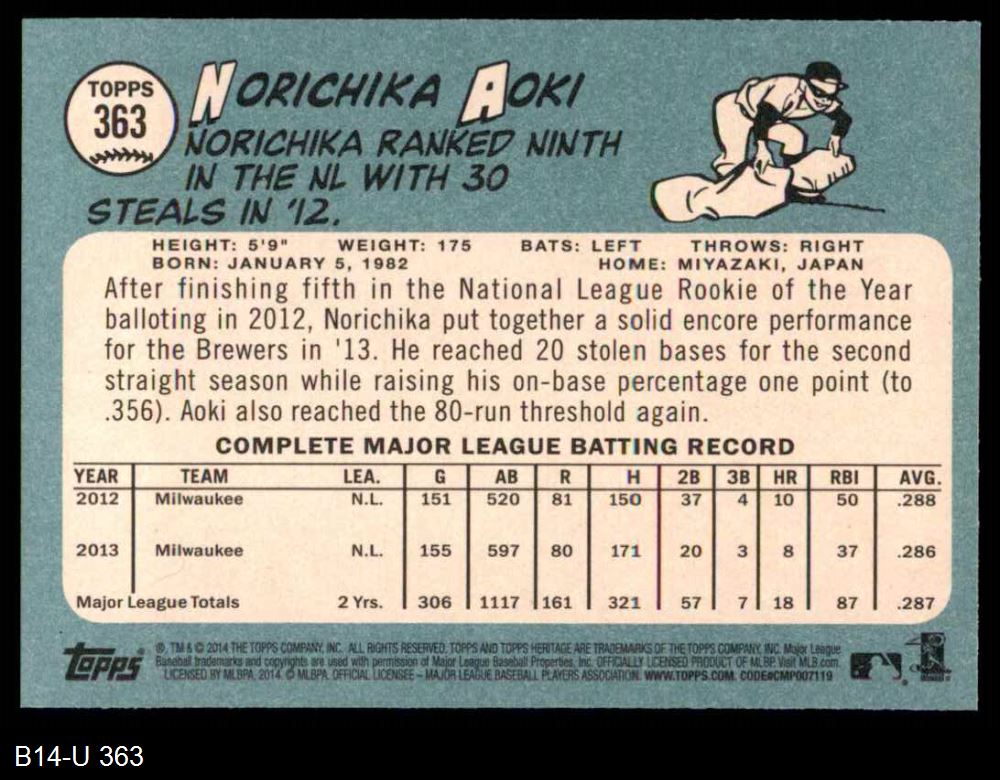 TOPPS
363
NORICHIKA AOKI
NORICHIKA RANKED NINTH
IN THE NL WITH 30
STEALS IN '12.
HEIGHT: 5'9" WEIGHT: 175 BATS: LEFT THROWS: RIGHT
BORN: JANUARY 5, 1982 HOME: MIYAZAKI, JAPAN
After finishing fifth in the National League Rookie of the Year
balloting in 2012, Norichika put together a solid encore performance
for the Brewers in '13. He reached 20 stolen bases for the second
straight season while raising his on-base percentage one point (to
.356). Aoki also reached the 80-run threshold again.
COMPLETE MAJOR LEAGUE BATTING RECORD
YEAR TEAM LEA. G AB R H 2B 3B HR RBI AVG.
2012 Milwaukee N.L. 151 520 81 150 37 4 10 50 .288
2013 Milwaukee N.L. 155 597 80 171 20 3 8 37 .286
Major League Totals 2 Yrs. 306 1117 161 321 57 7 18 87 .287
Topps
®, TM & © 2014 THE TOPPS COMPANY, INC. ALL RIGHTS RESERVED. TOPPS AND TOPPS HERITAGE ARE TRADEMARKS OF THE TOPPS COMPANY, INC. Major League
Baseball trademarks and copyrights are used with permission of Major League Baseball Properties, Inc. OFFICIALLY LICENSED PRODUCT OF MLBP Visit MLB.com.
LICENSED BY MLBPA, 2014. © MLBPA. OFFICIAL LICENSEE – MAJOR LEAGUE BASEBALL PLAYERS ASSOCIATION. WWW.TOPPS.COM. CODE#CMP007119
B14-U 363